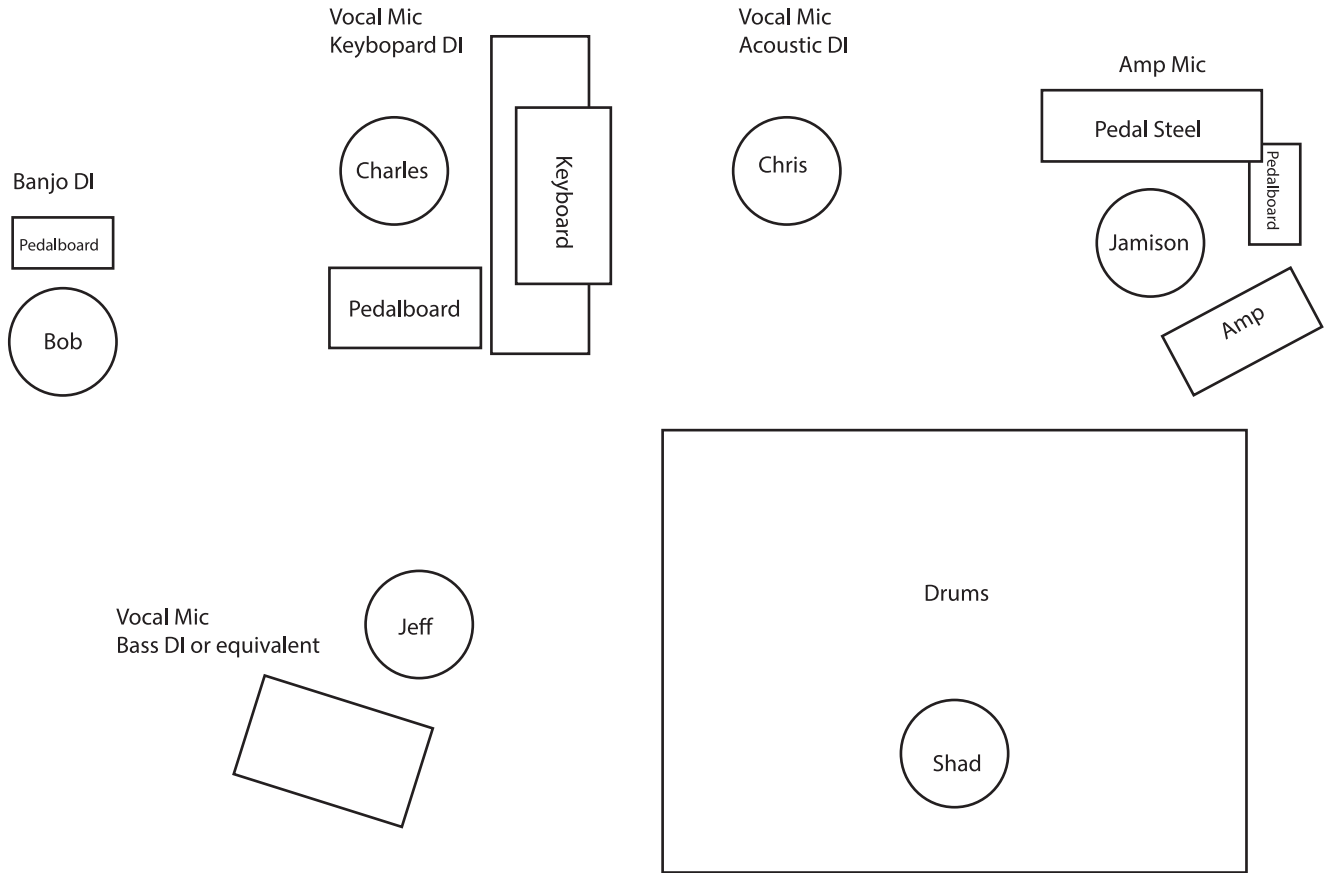 Vocal Mic
Keybopard DI
Vocal Mic
Acoustic DI
Amp Mic
Pedal Steel
Pedalboard
Charles
Keyboard
Chris
Banjo DI
Pedalboard
Jamison
Pedalboard
Bob
Amp
Drums
Vocal Mic
Bass DI or equivalent
Jeff
Shad